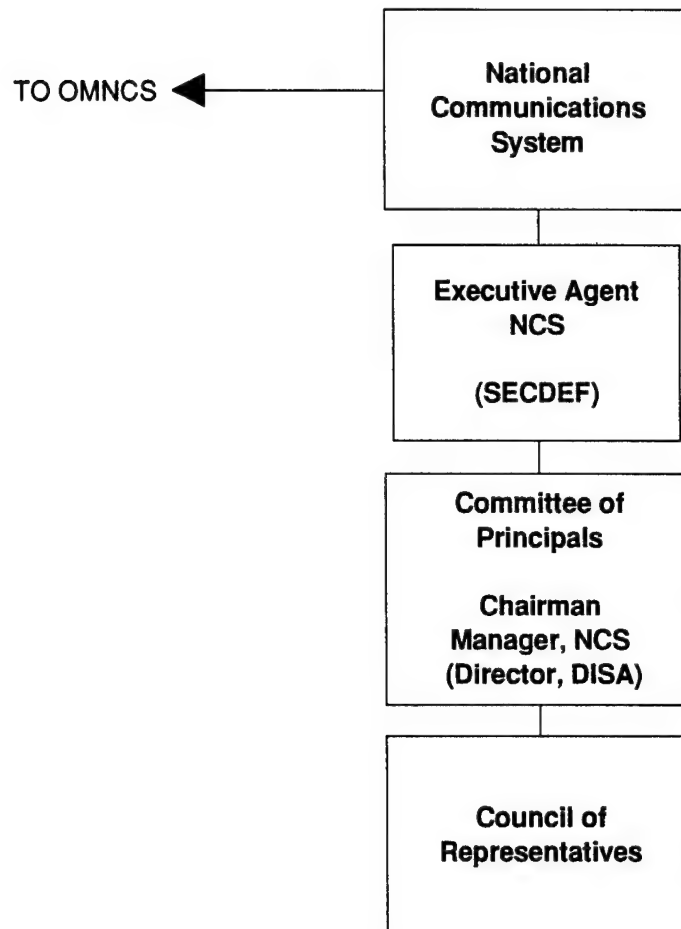 TO OMNCS
National
Communications
System
Executive Agent
NCS
(SECDEF)
Committee of
Principals
Chairman
Manager, NCS
(Director, DISA)
Council of
Representatives